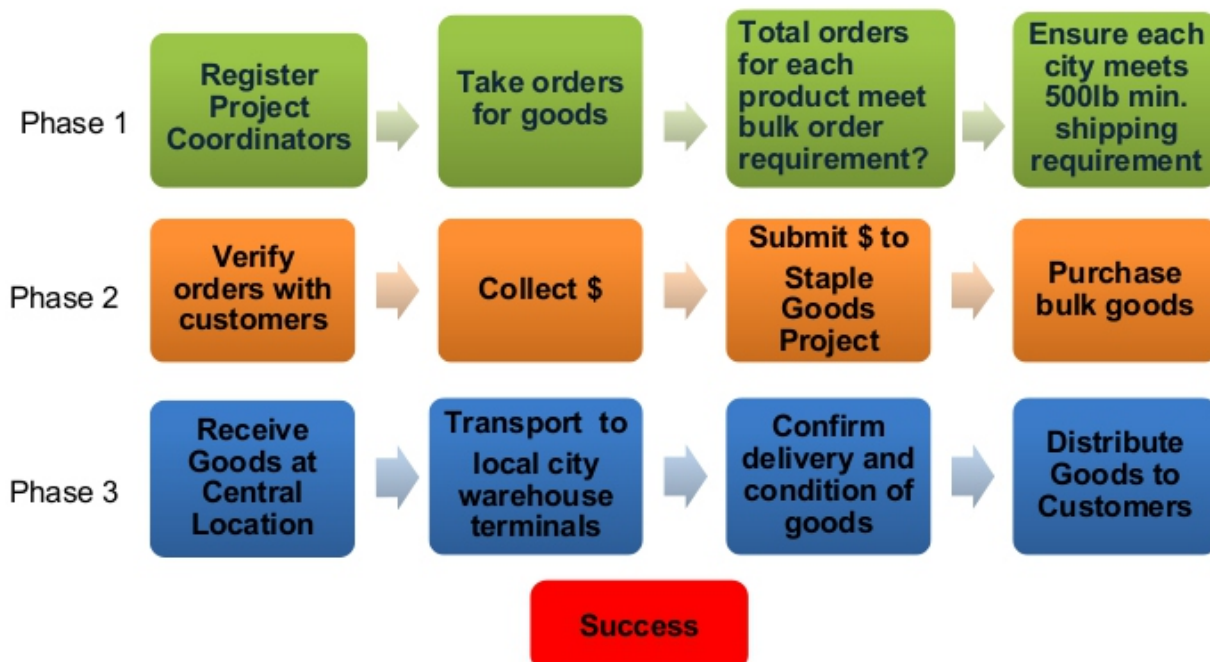 Phase 1
Register
Project
Coordinators
Take orders
for goods
Total orders
for each
product meet
bulk order
requirement?
Ensure each
city meets
500lb min.
shipping
requirement
Phase 2
Verify
orders with
customers
Collect $
Submit $ to
Staple
Goods
Project
Purchase
bulk goods
Phase 3
Receive
Goods at
Central
Location
Transport to
local city
warehouse
terminals
Confirm
delivery and
condition of
goods
Distribute
Goods to
Customers
Success